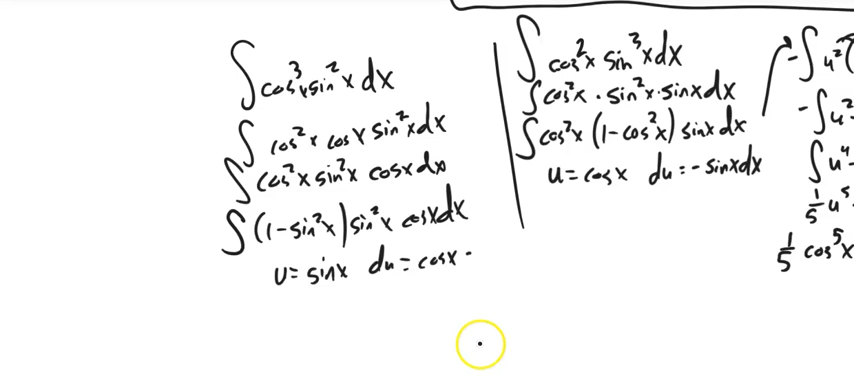 ∫cos³x sin²x dx
∫ cos²x cosx sin²x dx
∫ cos²x sin²x cosx dx
∫ (1-sin²x) sin²x cosx dx
u = sinx du = cosx
∫ cos²x sin³x dx
∫ cos²x · sin²x · sinx dx
∫ cos²x (1-cos²x) sinx dx
u = cosx du = - sinx dx
-∫ u² (
-∫ u²
∫ u⁴ -
1/5 u⁵ -
1/5 cos⁵x